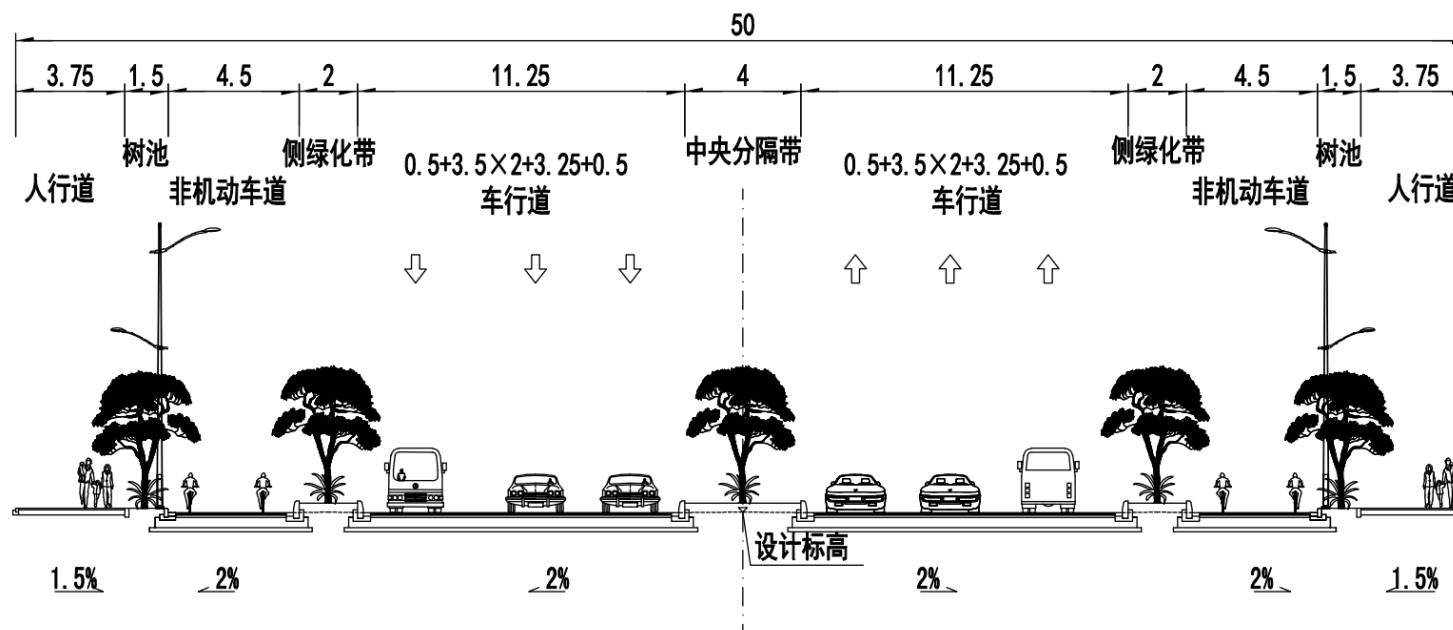 50
3.75 1.5 4.5 2 11.25 4 11.25 2 4.5 1.5 3.75
树池 侧绿化带 中央分隔带 侧绿化带 树池
0.5+3.5×2+3.25+0.5 0.5+3.5×2+3.25+0.5
人行道 非机动车道 车行道 车行道 非机动车道 人行道
设计标高
1.5% 2% 2% 2% 2% 1.5%